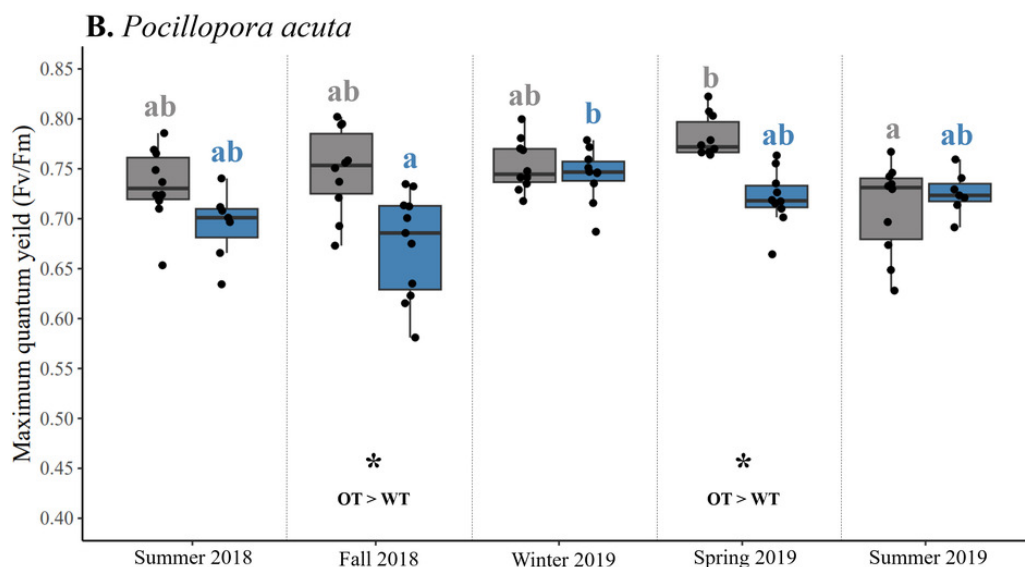 B. Pocillopora acuta
Maximum quantum yeild (Fv/Fm)
0.85
0.80
0.75
0.70
0.65
0.60
0.55
0.50
0.45
0.40
ab
ab
ab
a
ab
b
b
ab
a
ab
*
OT > WT
*
OT > WT
Summer 2018
Fall 2018
Winter 2019
Spring 2019
Summer 2019